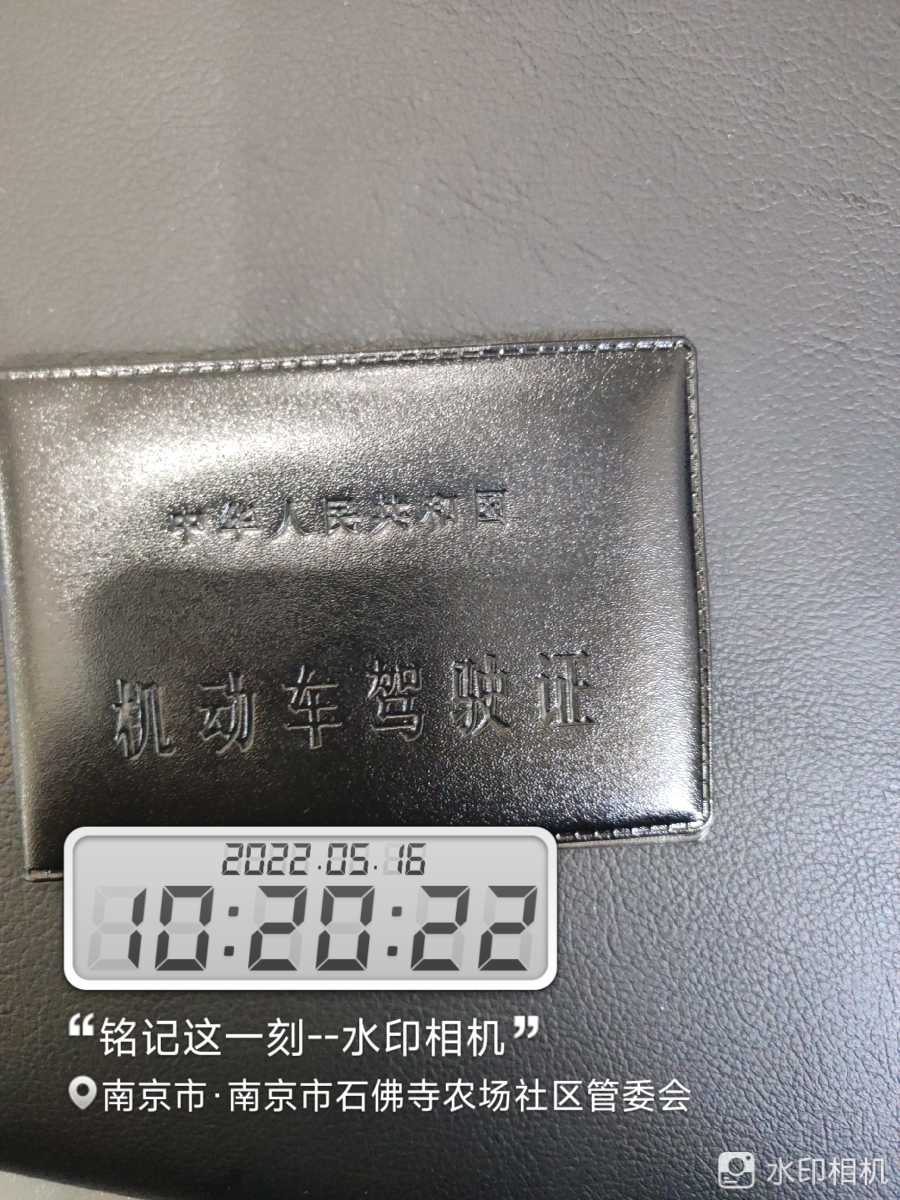 中华人民共和国
机动车驾驶证
2022.05.16
10:20:22
“铭记这一刻--水印相机”
南京市·南京市石佛寺农场社区管委会
水印相机